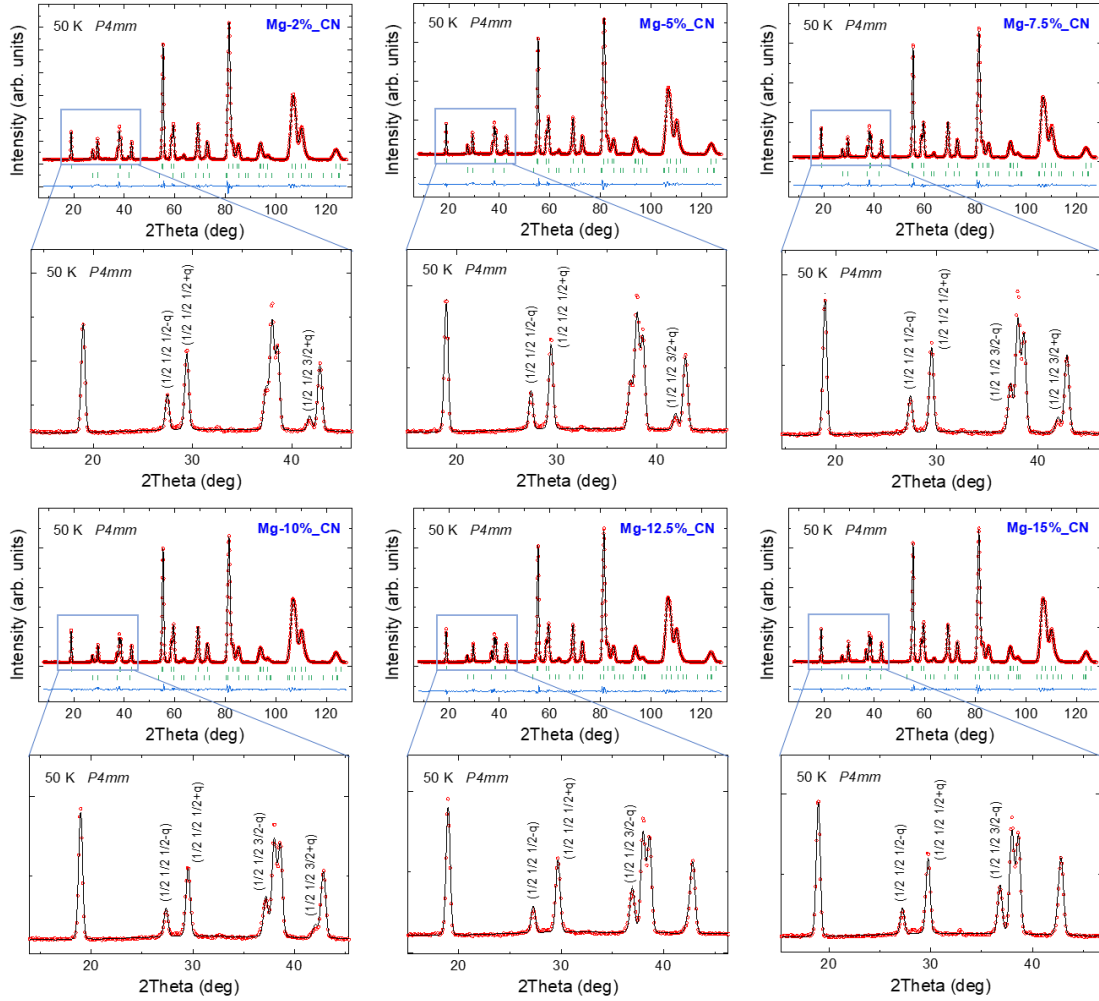 50 K P4mm
Mg-2%_CN
Intensity (arb. units)
20 40 60 80 100 120
2Theta (deg)
50 K P4mm
Mg-5%_CN
Intensity (arb. units)
20 40 60 80 100 120
2Theta (deg)
50 K P4mm
Mg-7.5%_CN
Intensity (arb. units)
20 40 60 80 100 120
2Theta (deg)
50 K P4mm
(1/2 1/2 1/2-q)
(1/2 1/2 1/2+q)
(1/2 1/2 3/2+q)
20 30 40
2Theta (deg)
50 K P4mm
(1/2 1/2 1/2-q)
(1/2 1/2 1/2+q)
(1/2 1/2 3/2+q)
20 30 40
2Theta (deg)
50 K P4mm
(1/2 1/2 1/2-q)
(1/2 1/2 1/2+q)
(1/2 1/2 3/2-q)
(1/2 1/2 3/2+q)
20 30 40
2Theta (deg)
50 K P4mm
Mg-10%_CN
Intensity (arb. units)
20 40 60 80 100 120
2Theta (deg)
50 K P4mm
Mg-12.5%_CN
Intensity (arb. units)
20 40 60 80 100 120
2Theta (deg)
50 K P4mm
Mg-15%_CN
Intensity (arb. units)
20 40 60 80 100 120
2Theta (deg)
50 K P4mm
(1/2 1/2 1/2-q)
(1/2 1/2 1/2+q)
(1/2 1/2 3/2-q)
(1/2 1/2 3/2+q)
20 30 40
2Theta (deg)
50 K P4mm
(1/2 1/2 1/2-q)
(1/2 1/2 1/2+q)
(1/2 1/2 3/2-q)
20 30 40
2Theta (deg)
50 K P4mm
(1/2 1/2 1/2-q)
(1/2 1/2 1/2+q)
(1/2 1/2 3/2-q)
20 30 40
2Theta (deg)